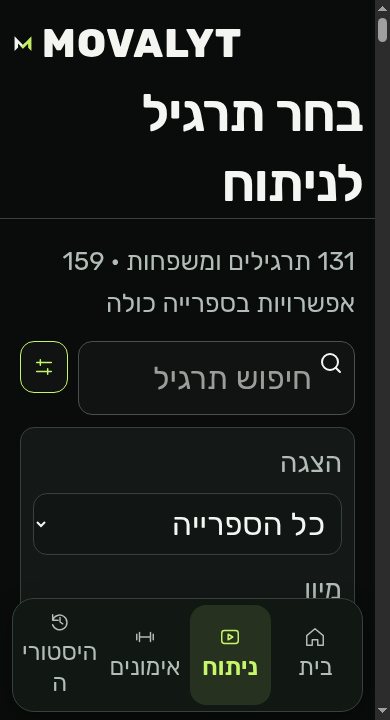 MOVALYT
בחר תרגיל
לניתוח
131 תרגילים ומשפחות • 159
אפשרויות בספרייה כולה
חיפוש תרגיל
הצגה
כל הספרייה
מיון
בית
ניתוח
אימונים
היסטורי
ה